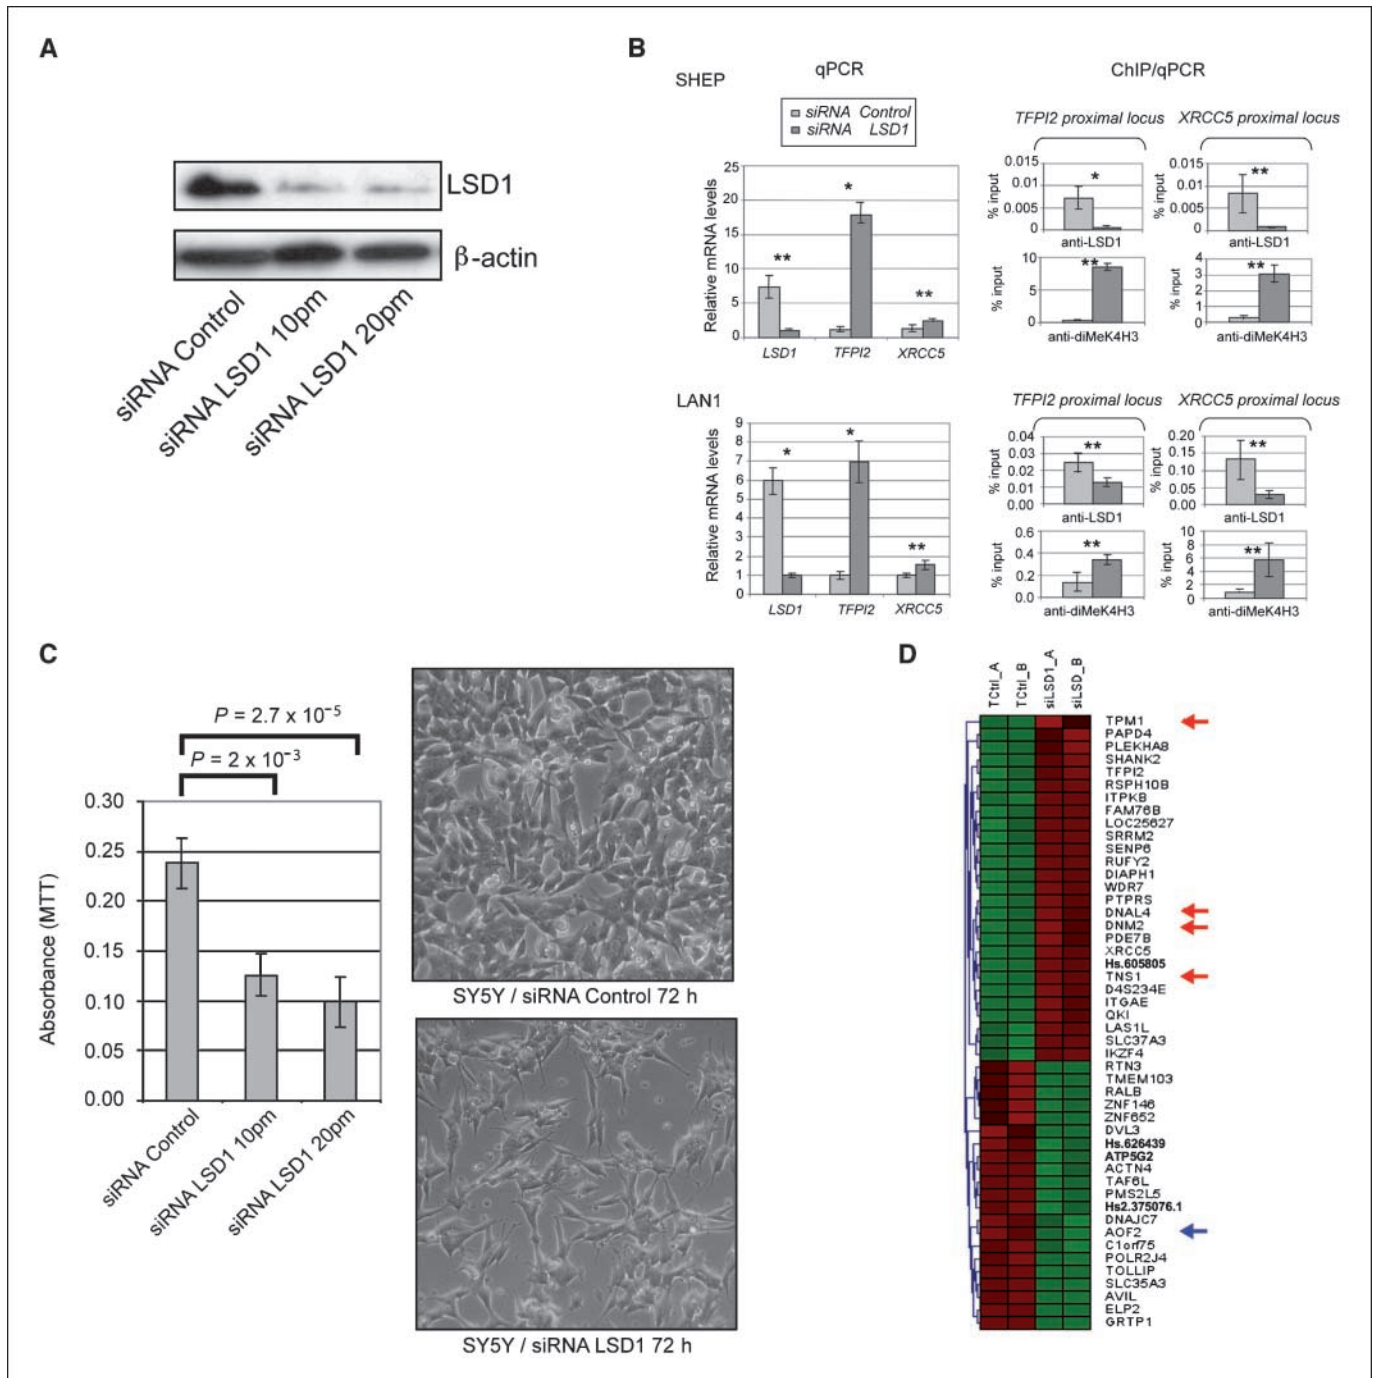 A
LSD1
β-actin
siRNA Control
siRNA LSD1 10pm
siRNA LSD1 20pm
B
SHEP
qPCR
ChIP/qPCR
siRNA Control
siRNA LSD1
TFPI2 proximal locus
XRCC5 proximal locus
Relative mRNA levels
25
20
15
10
5
0
**
*
**
LSD1
TFPI2
XRCC5
% input
0.015
0.01
0.005
0
*
anti-LSD1
% input
0.015
0.01
0.005
0
**
anti-LSD1
% input
10
5
0
**
anti-diMeK4H3
% input
4
3
2
1
0
**
anti-diMeK4H3
LAN1
TFPI2 proximal locus
XRCC5 proximal locus
Relative mRNA levels
9
8
7
6
5
4
3
2
1
0
*
*
**
LSD1
TFPI2
XRCC5
% input
0.04
0.03
0.02
0.01
0.00
**
anti-LSD1
% input
0.20
0.15
0.10
0.05
0.00
**
anti-LSD1
% input
0.6
0.4
0.2
0.0
**
anti-diMeK4H3
% input
10
8
6
4
2
0
**
anti-diMeK4H3
C
P = 2.7 x 10⁻⁵
P = 2 x 10⁻³
Absorbance (MTT)
0.30
0.25
0.20
0.15
0.10
0.05
0.00
siRNA Control
siRNA LSD1 10pm
siRNA LSD1 20pm
SY5Y / siRNA Control 72 h
SY5Y / siRNA LSD1 72 h
D
TCtrl_A
TCtrl_B
siLSD1_A
siLSD_B
TPM1
PAPD4
PLEKHA8
SHANK2
TFPI2
RSPH10B
ITPKB
FAM76B
LOC25627
SRRM2
SENP6
RUFY2
DIAPH1
WDR7
PTPRS
DNAL4
DNM2
PDE7B
XRCC5
Hs.605805
TNS1
D4S234E
ITGAE
QKI
LAS1L
SLC37A3
IKZF4
RTN3
TMEM103
RALB
ZNF146
ZNF652
DVL3
Hs.626439
ATP5G2
ACTN4
TAF6L
PMS2L5
Hs2.375076.1
DNAJC7
AOF2
C1orf75
POLR2J4
TOLLIP
SLC35A3
AVIL
ELP2
GRTP1